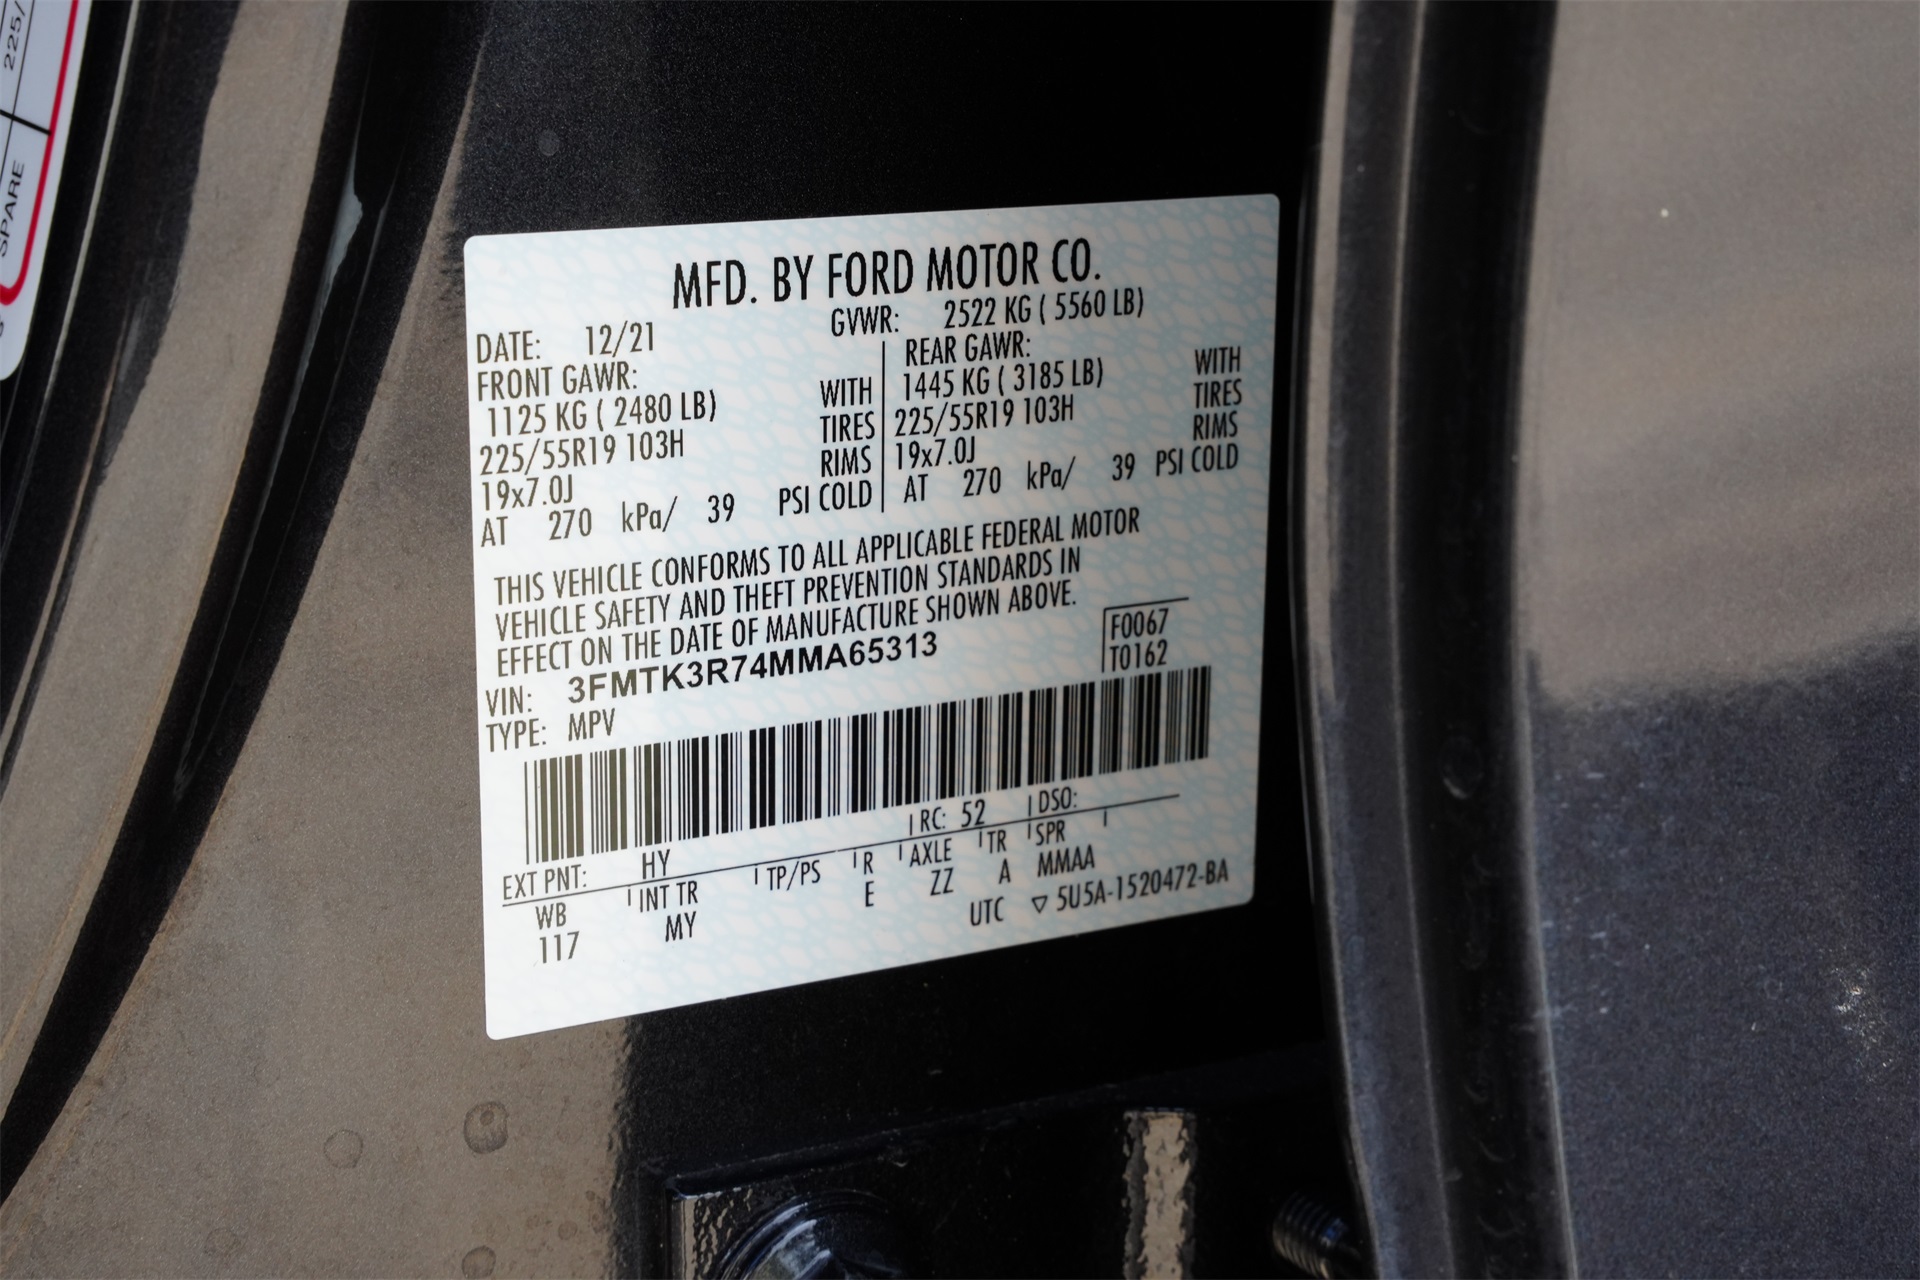 225/
SPARE
MFD. BY FORD MOTOR CO.
DATE: 12/21 GVWR: 2522 KG ( 5560 LB)
FRONT GAWR: REAR GAWR:
1125 KG ( 2480 LB) WITH 1445 KG ( 3185 LB) WITH
225/55R19 103H TIRES 225/55R19 103H TIRES
19x7.0J RIMS 19x7.0J RIMS
AT 270 kPa/ 39 PSI COLD AT 270 kPa/ 39 PSI COLD
THIS VEHICLE CONFORMS TO ALL APPLICABLE FEDERAL MOTOR
VEHICLE SAFETY AND THEFT PREVENTION STANDARDS IN
EFFECT ON THE DATE OF MANUFACTURE SHOWN ABOVE.
VIN: 3FMTK3R74MMA65313 F0067
TYPE: MPV T0162
EXT PNT: HY RC: 52 DSO:
WB INT TR TP/PS R AXLE TR SPR
117 MY E ZZ A MMAA
UTC ▽ 5U5A-1520472-BA